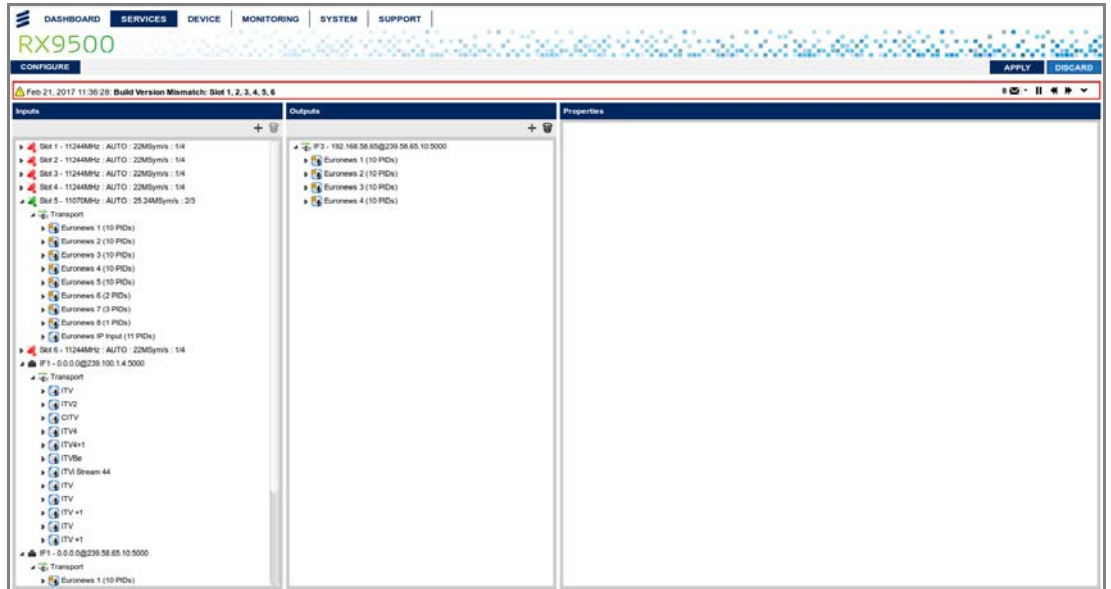 DASHBOARD SERVICES DEVICE MONITORING SYSTEM SUPPORT
RX9500
CONFIGURE APPLY DISCARD
Feb 21, 2017 11:36:28: Build Version Mismatch: Slot 1, 2, 3, 4, 5, 6
8
Inputs
Slot 1 - 11244MHz : AUTO : 22MSym/s : 1/4
Slot 2 - 11244MHz : AUTO : 22MSym/s : 1/4
Slot 3 - 11244MHz : AUTO : 22MSym/s : 1/4
Slot 4 - 11244MHz : AUTO : 22MSym/s : 1/4
Slot 5 - 11070MHz : AUTO : 25.24MSym/s : 2/3
Transport
Euronews 1 (10 PIDs)
Euronews 2 (10 PIDs)
Euronews 3 (10 PIDs)
Euronews 4 (10 PIDs)
Euronews 5 (10 PIDs)
Euronews 6 (2 PIDs)
Euronews 7 (3 PIDs)
Euronews 8 (1 PIDs)
Euronews IP Input (11 PIDs)
Slot 6 - 11244MHz : AUTO : 22MSym/s : 1/4
IF1 - 0.0.0.0@239.100.1.4:5000
Transport
ITV
ITV2
CITV
ITV4
ITV4+1
ITVBe
ITVi Stream 44
ITV
ITV
ITV +1
ITV
ITV +1
IF1 - 0.0.0.0@239.58.65.10:5000
Transport
Euronews 1 (10 PIDs)
Outputs
IF3 - 192.168.58.65@239.58.65.10:5000
Euronews 1 (10 PIDs)
Euronews 2 (10 PIDs)
Euronews 3 (10 PIDs)
Euronews 4 (10 PIDs)
Properties